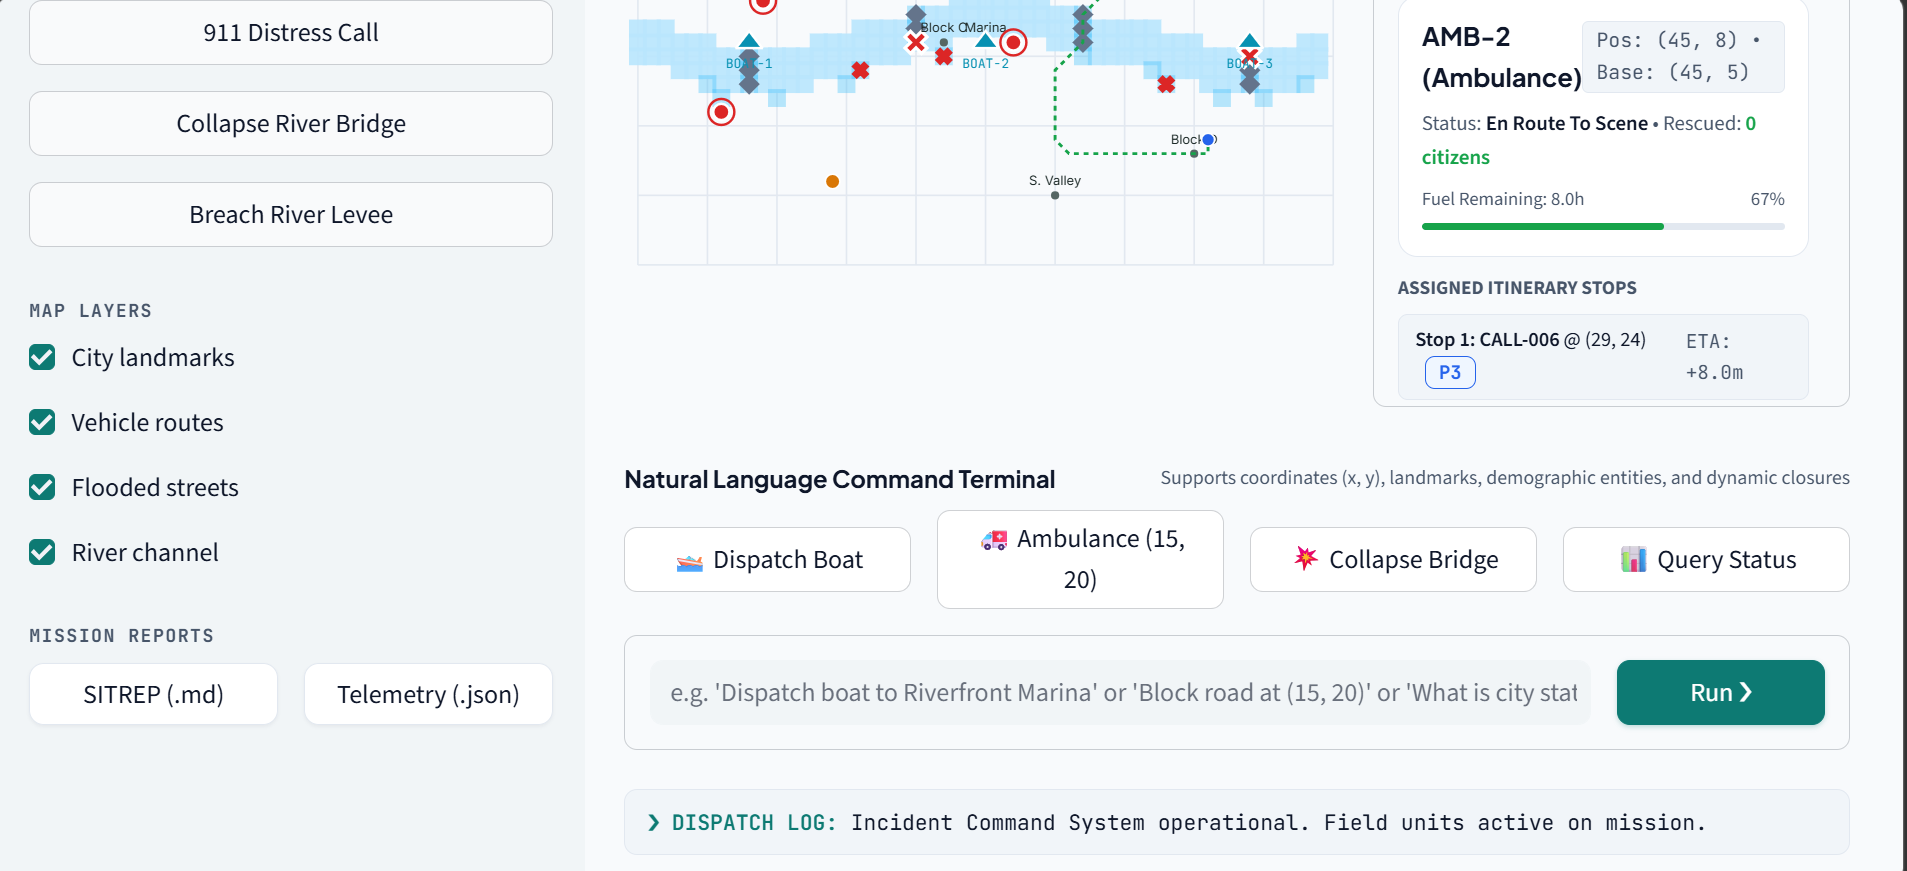 911 Distress Call
Collapse River Bridge
Breach River Levee
MAP LAYERS
City landmarks
Vehicle routes
Flooded streets
River channel
MISSION REPORTS
SITREP (.md)
Telemetry (.json)
Block C
Marina
BOAT-1
BOAT-2
BOAT-3
Block
S. Valley
AMB-2
(Ambulance)
Pos: (45, 8) •
Base: (45, 5)
Status: En Route To Scene • Rescued: 0
citizens
Fuel Remaining: 8.0h
67%
ASSIGNED ITINERARY STOPS
Stop 1: CALL-006 @ (29, 24)
P3
ETA:
+8.0m
Natural Language Command Terminal
Supports coordinates (x, y), landmarks, demographic entities, and dynamic closures
🚤 Dispatch Boat
🚑 Ambulance (15,
20)
💥 Collapse Bridge
📊 Query Status
e.g. 'Dispatch boat to Riverfront Marina' or 'Block road at (15, 20)' or 'What is city stat
Run ❯
❯ DISPATCH LOG: Incident Command System operational. Field units active on mission.